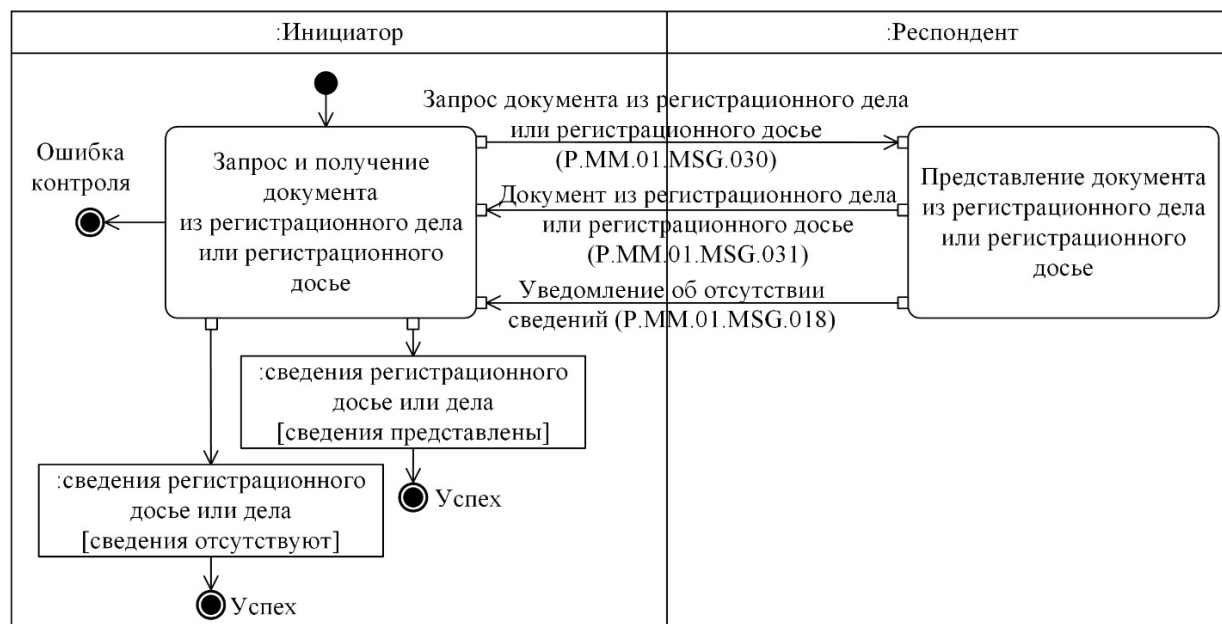 :Инициатор
:Респондент
Запрос документа из регистрационного дела
или регистрационного досье
(P.MM.01.MSG.030)
Ошибка
контроля
Запрос и получение
документа
из регистрационного дела
или регистрационного
досье
Документ из регистрационного дела
или регистрационного досье
(P.MM.01.MSG.031)
Представление документа
из регистрационного дела
или регистрационного
досье
Уведомление об отсутствии
сведений (P.MM.01.MSG.018)
:сведения регистрационного
досье или дела
[сведения представлены]
Успех
:сведения регистрационного
досье или дела
[сведения отсутствуют]
Успех